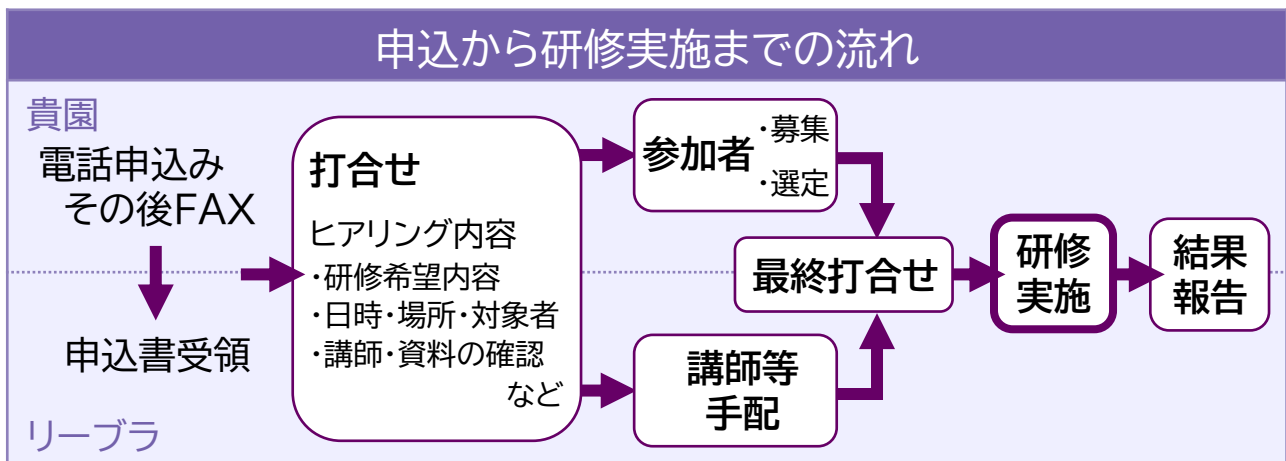 申込から研修実施までの流れ
貴園
電話申込み
その後FAX
申込書受領
リーブラ
打合せ
ヒアリング内容
・研修希望内容
・日時・場所・対象者
・講師・資料の確認
など
参加者
・募集
・選定
講師等
手配
最終打合せ
研修
実施
結果
報告